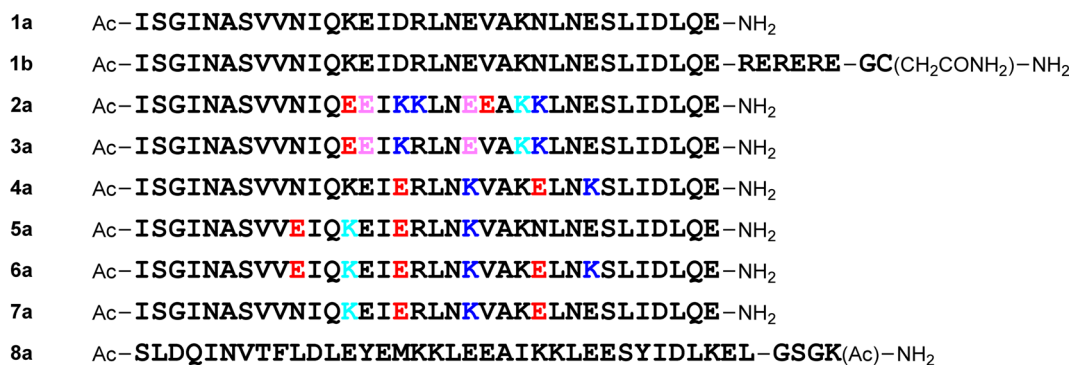 1a Ac–ISGINASVVNIQKEIDRLNEVAKNLNESLIDLQE–NH₂
1b Ac–ISGINASVVNIQKEIDRLNEVAKNLNESLIDLQE–RERERE–GC(CH₂CONH₂)–NH₂
2a Ac–ISGINASVVNIQEEIKKLNEEAKKLNESLIDLQE–NH₂
3a Ac–ISGINASVVNIQEEIKRLNEVAKKLNESLIDLQE–NH₂
4a Ac–ISGINASVVNIQKEIERLNKVAKELNKSLIDLQE–NH₂
5a Ac–ISGINASVVEIQKEIERLNKVAKNLNESLIDLQE–NH₂
6a Ac–ISGINASVVEIQKEIERLNKVAKELNKSLIDLQE–NH₂
7a Ac–ISGINASVVNIQKEIERLNKVAKELNESLIDLQE–NH₂
8a Ac–SLDQINVTFLDLEYEMKKLEEAIKKLEESYIDLKEL–GSGK(Ac)–NH₂